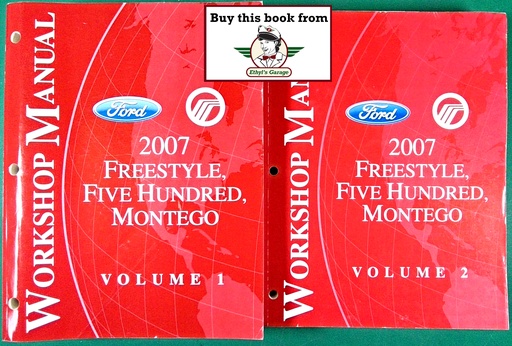 Buy this book from
Ethyl's Garage
WORKSHOP MANUAL
Ford
2007
FREESTYLE,
FIVE HUNDRED,
MONTEGO
VOLUME 1
WORKSHOP MANUAL
Ford
2007
FREESTYLE,
FIVE HUNDRED,
MONTEGO
VOLUME 2